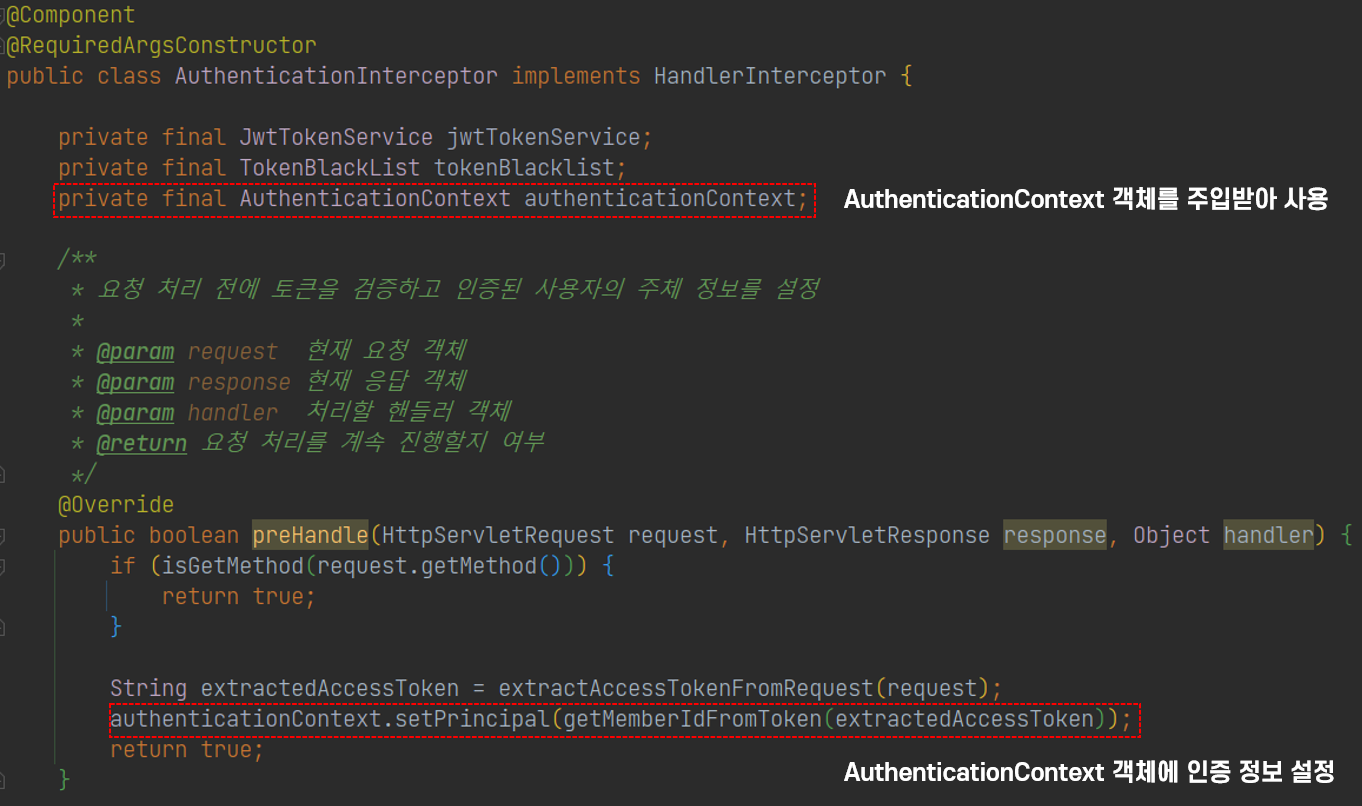 @Component
@RequiredArgsConstructor
public class AuthenticationInterceptor implements HandlerInterceptor {
private final JwtTokenService jwtTokenService;
private final TokenBlackList tokenBlacklist;
private final AuthenticationContext authenticationContext;
AuthenticationContext 객체를 주입받아 사용
/**
* 요청 처리 전에 토큰을 검증하고 인증된 사용자의 주체 정보를 설정
*
* @param request 현재 요청 객체
* @param response 현재 응답 객체
* @param handler 처리할 핸들러 객체
* @return 요청 처리를 계속 진행할지 여부
*/
@Override
public boolean preHandle(HttpServletRequest request, HttpServletResponse response, Object handler) {
if (isGetMethod(request.getMethod())) {
return true;
}
String extractedAccessToken = extractAccessTokenFromRequest(request);
authenticationContext.setPrincipal(getMemberIdFromToken(extractedAccessToken));
return true;
AuthenticationContext 객체에 인증 정보 설정
}